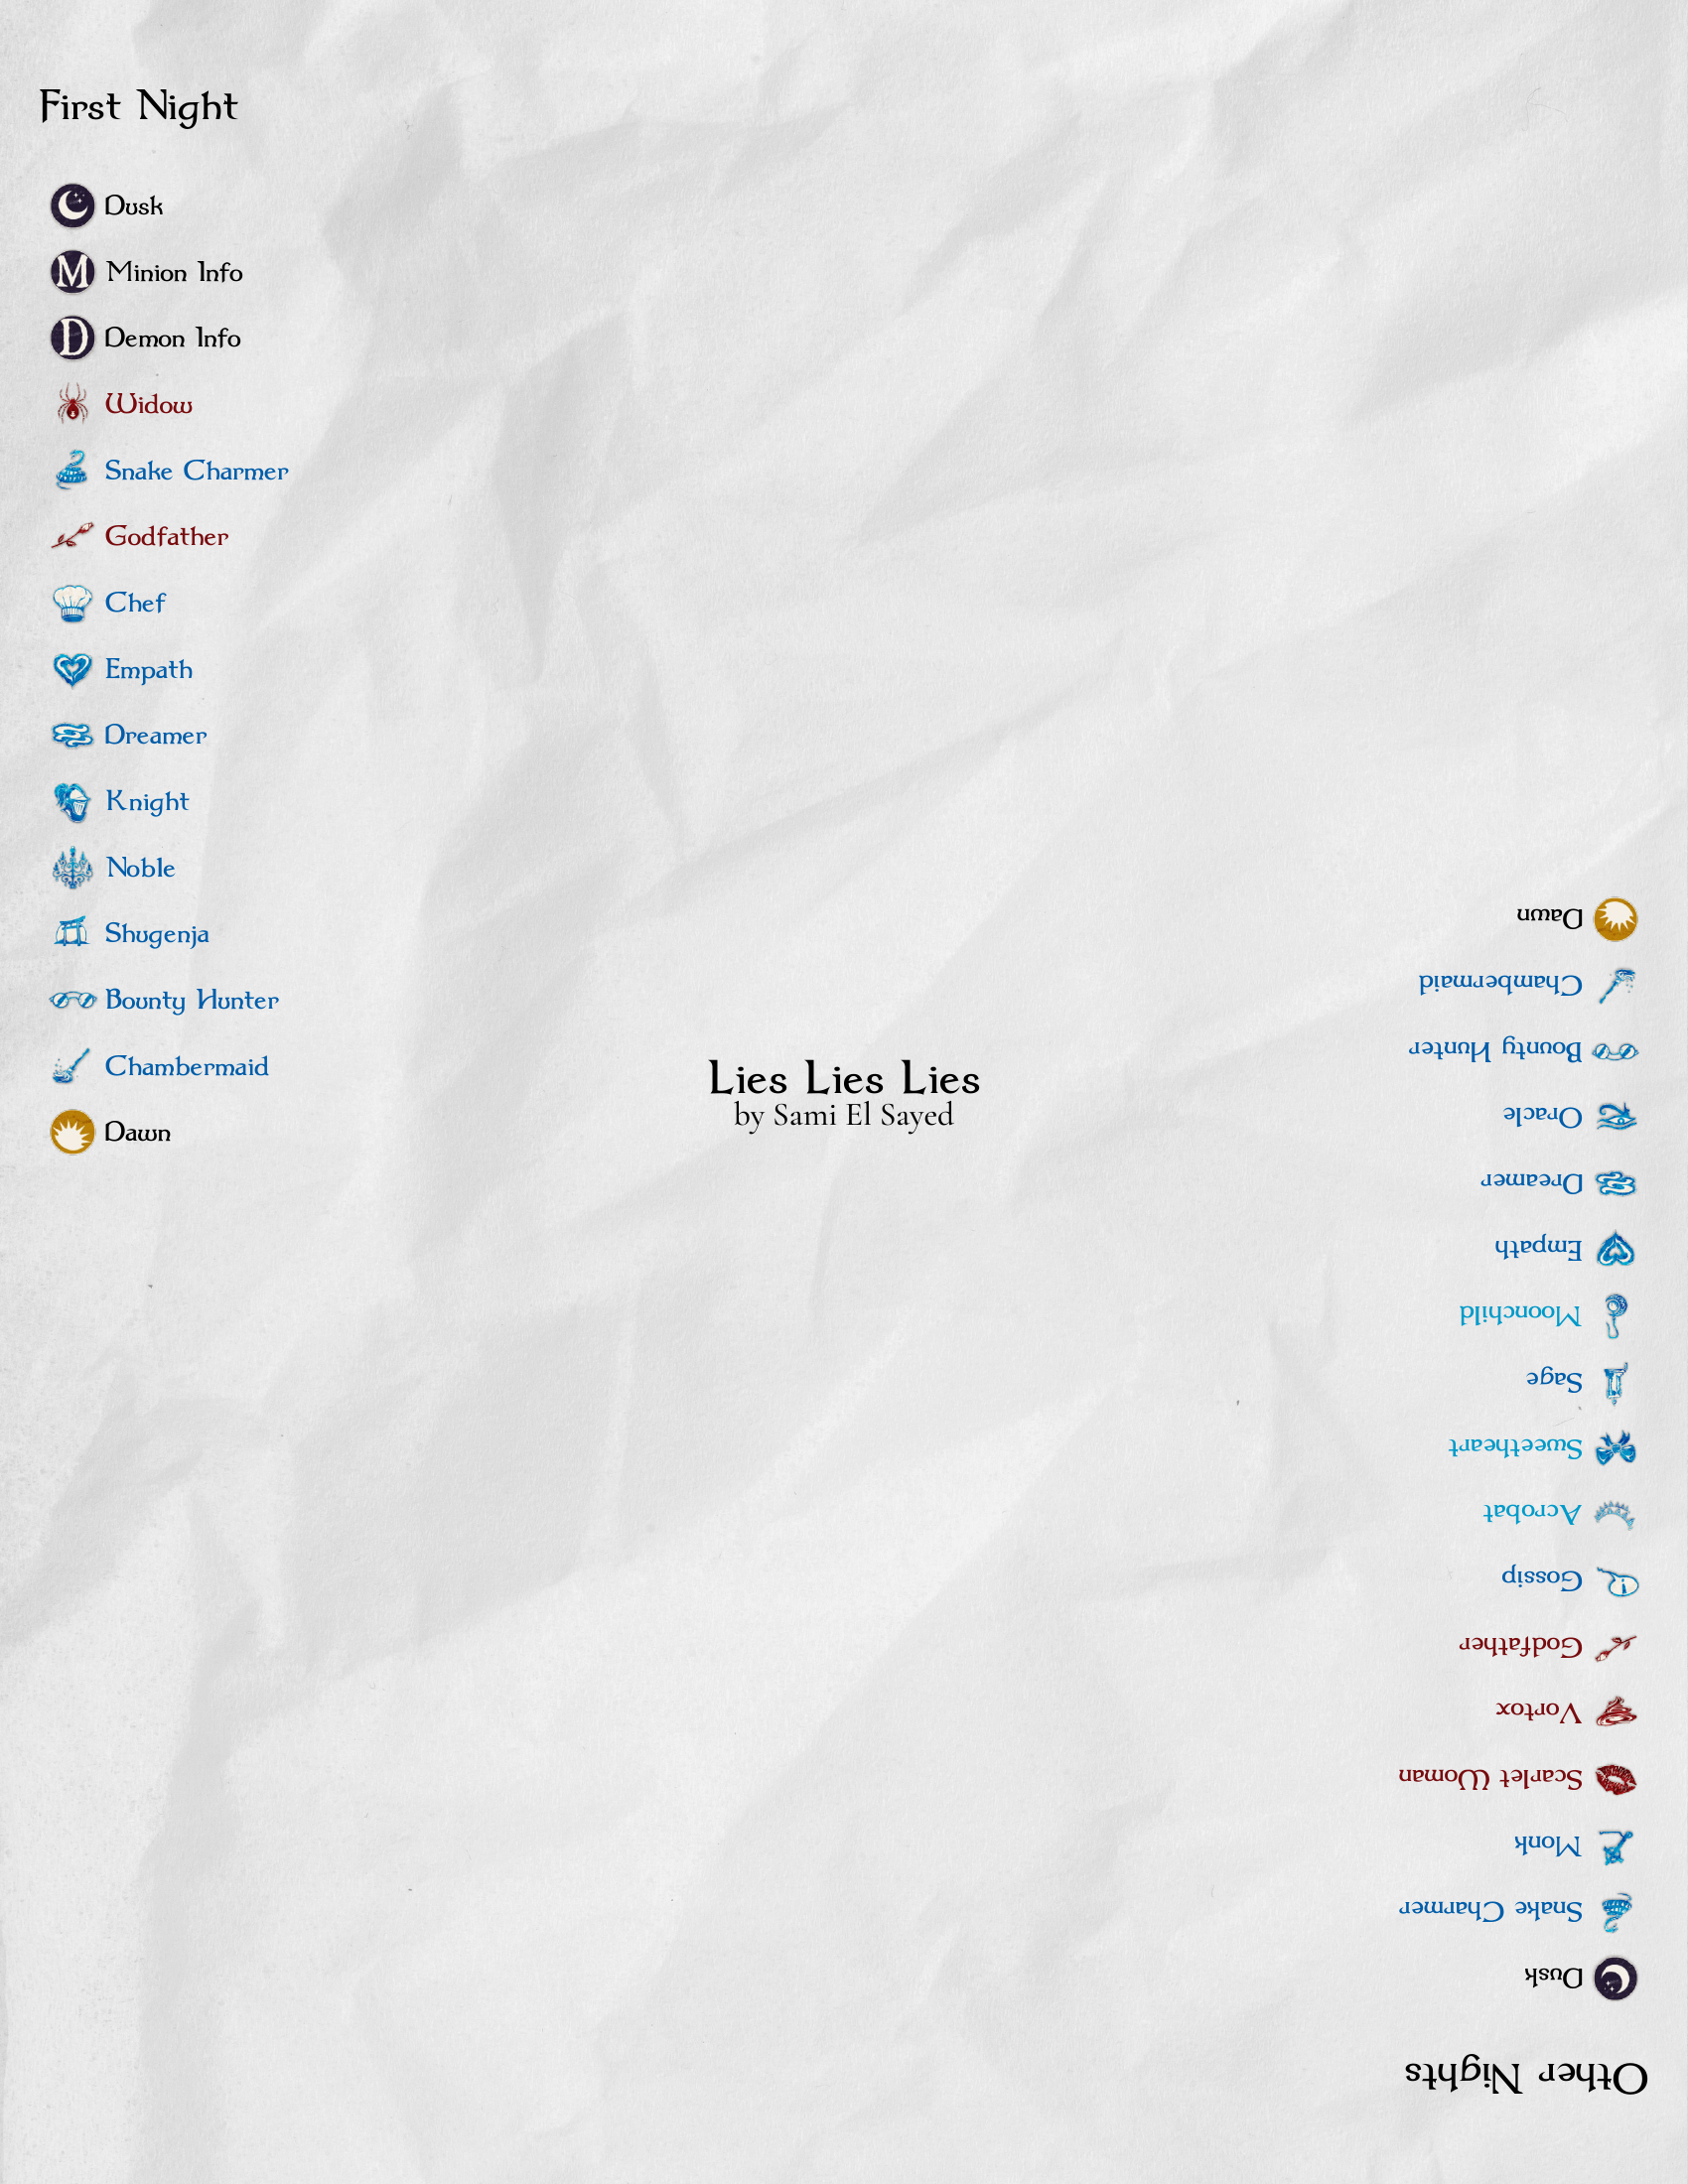 First Night
Dusk
Minion Info
Demon Info
Widow
Snake Charmer
Godfather
Chef
Empath
Dreamer
Knight
Noble
Shugenja
Bounty Hunter
Chambermaid
Dawn
Lies Lies Lies
by Sami El Sayed
Other Nights
Dusk
Snake Charmer
Monk
Scarlet Woman
Vortox
Godfather
Gossip
Acrobat
Sweetheart
Sage
Moonchild
Empath
Dreamer
Oracle
Bounty Hunter
Chambermaid
Dawn